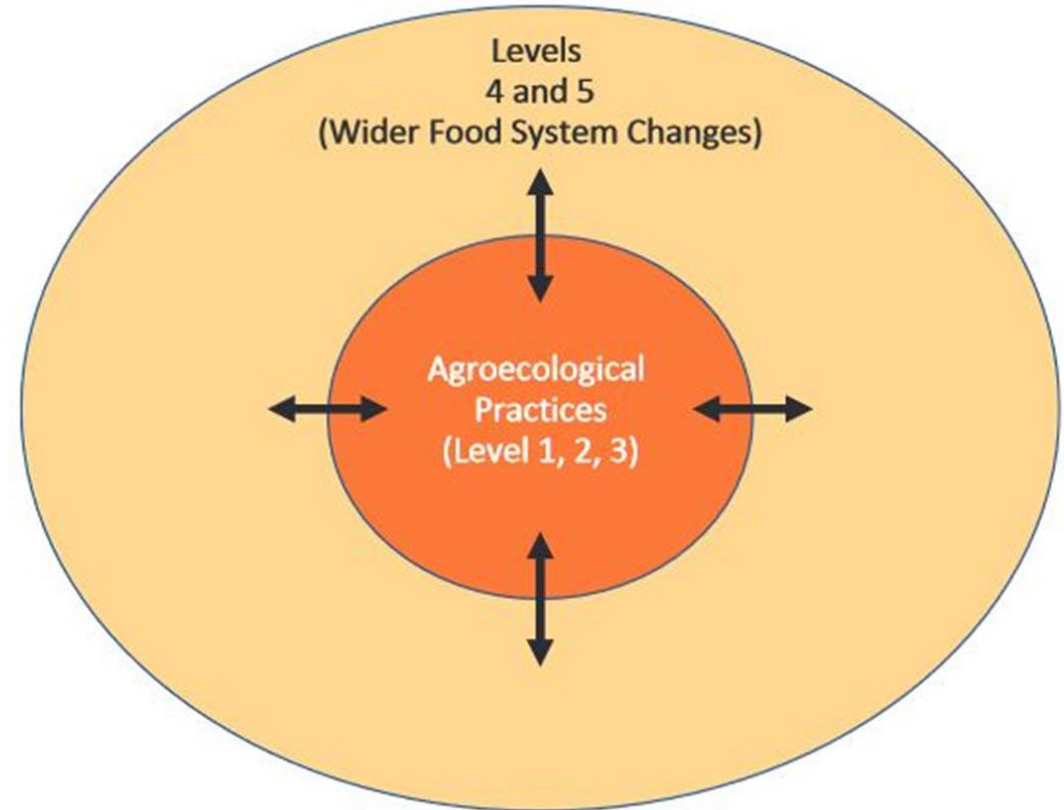 Levels
4 and 5
(Wider Food System Changes)
Agroecological
Practices
(Level 1, 2, 3)